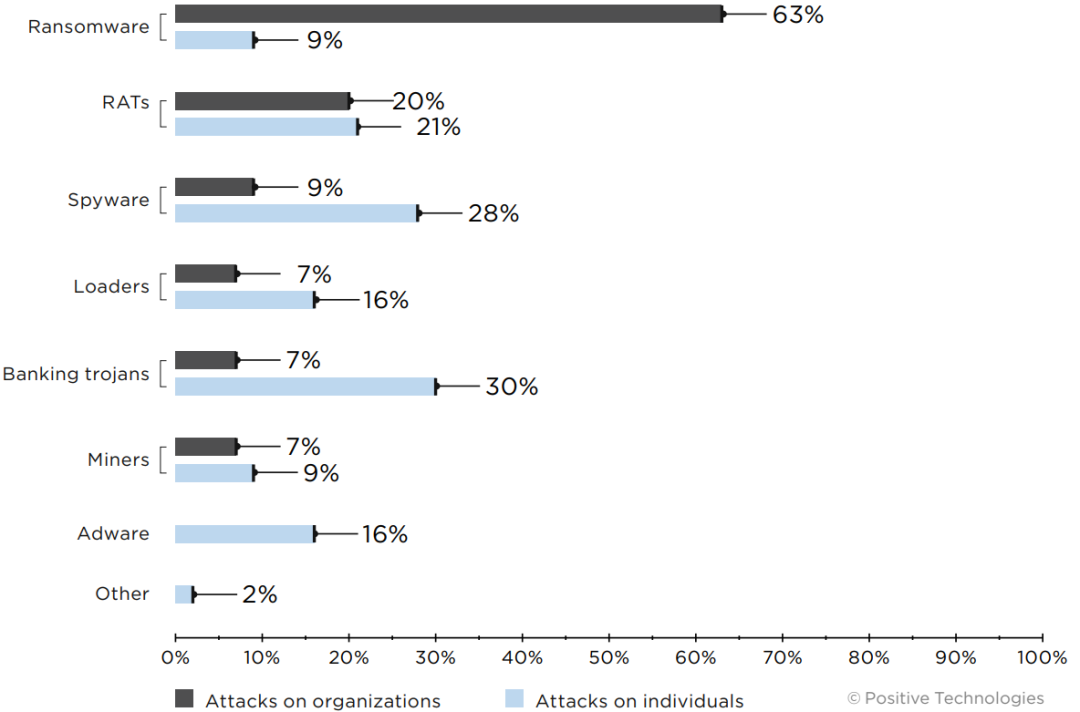 63%
Ransomware
9%
RATs
20%
21%
9%
Spyware
28%
7%
Loaders
16%
7%
Banking trojans
30%
7%
Miners
9%
Adware
16%
Other
2%
0% 10% 20% 30% 40% 50% 60% 70% 80% 90% 100%
Attacks on organizations Attacks on individuals © Positive Technologies